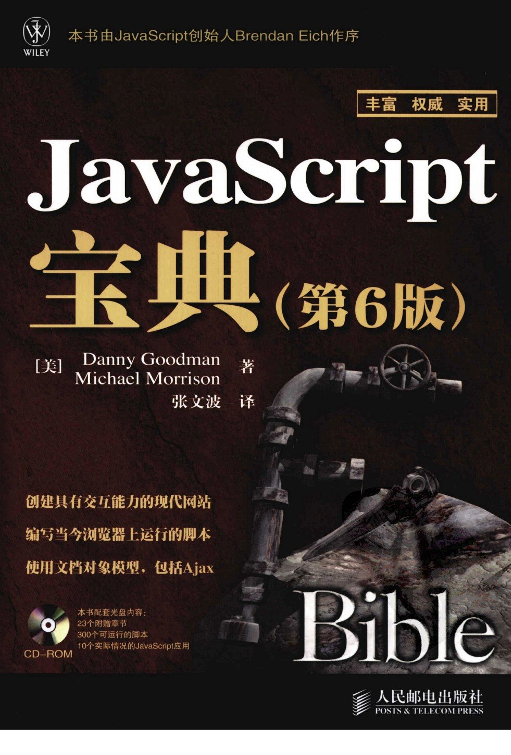 WILEY
本书由JavaScript创始人Brendan Eich作序
丰富 权威 实用
JavaScript
宝典(第6版)
[美] Danny Goodman 著
Michael Morrison
张文波 译
创建具有交互能力的现代网站
编写当今浏览器上运行的脚本
使用文档对象模型，包括Ajax
本书配套光盘内容：
23个附赠章节
300个可运行的脚本
10个实际情况的JavaScript应用
CD-ROM
Bible
人民邮电出版社
POSTS & TELECOM PRESS